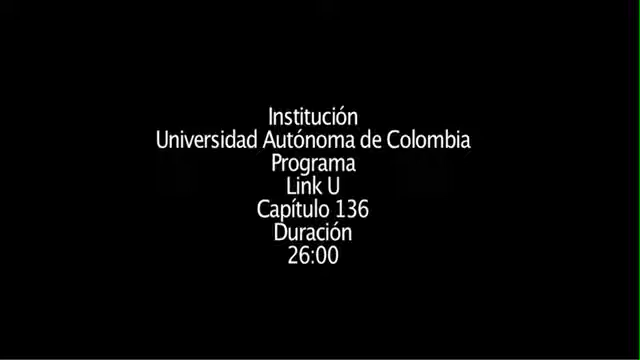 Institución
Universidad Autónoma de Colombia
Programa
Link U
Capítulo 136
Duración
26:00